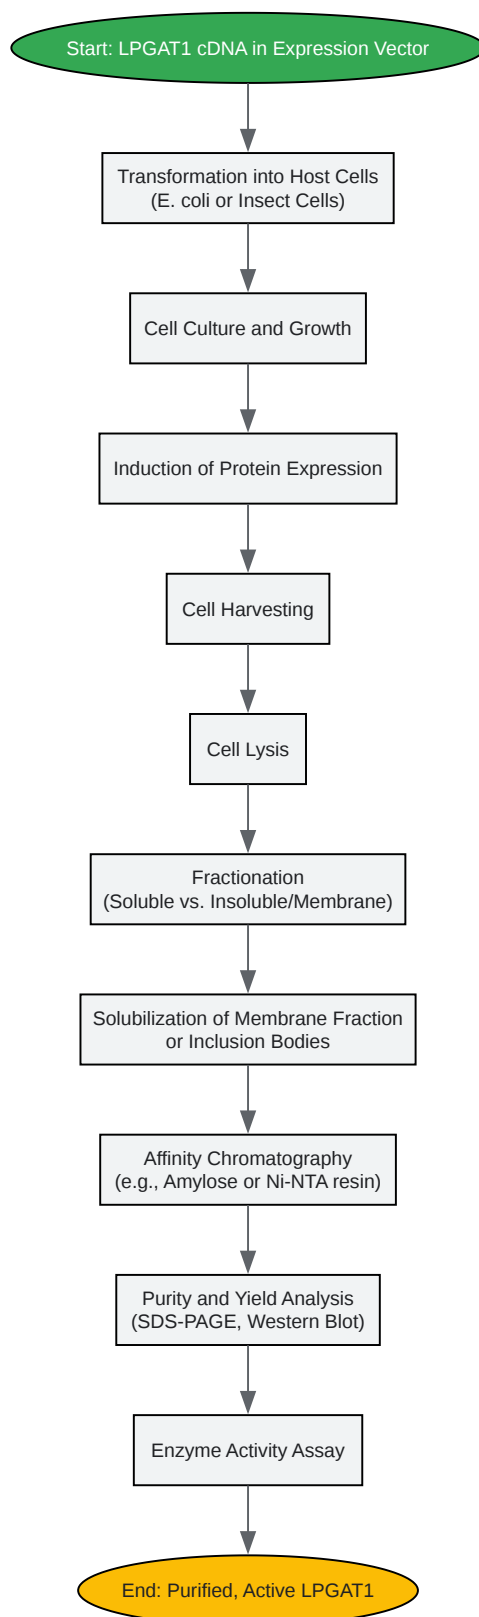 Start: LPGAT1 cDNA in Expression Vector
Transformation into Host Cells
(E. coli or Insect Cells)
Cell Culture and Growth
Induction of Protein Expression
Cell Harvesting
Cell Lysis
Fractionation
(Soluble vs. Insoluble/Membrane)
Solubilization of Membrane Fraction
or Inclusion Bodies
Affinity Chromatography
(e.g., Amylose or Ni-NTA resin)
Purity and Yield Analysis
(SDS-PAGE, Western Blot)
Enzyme Activity Assay
End: Purified, Active LPGAT1